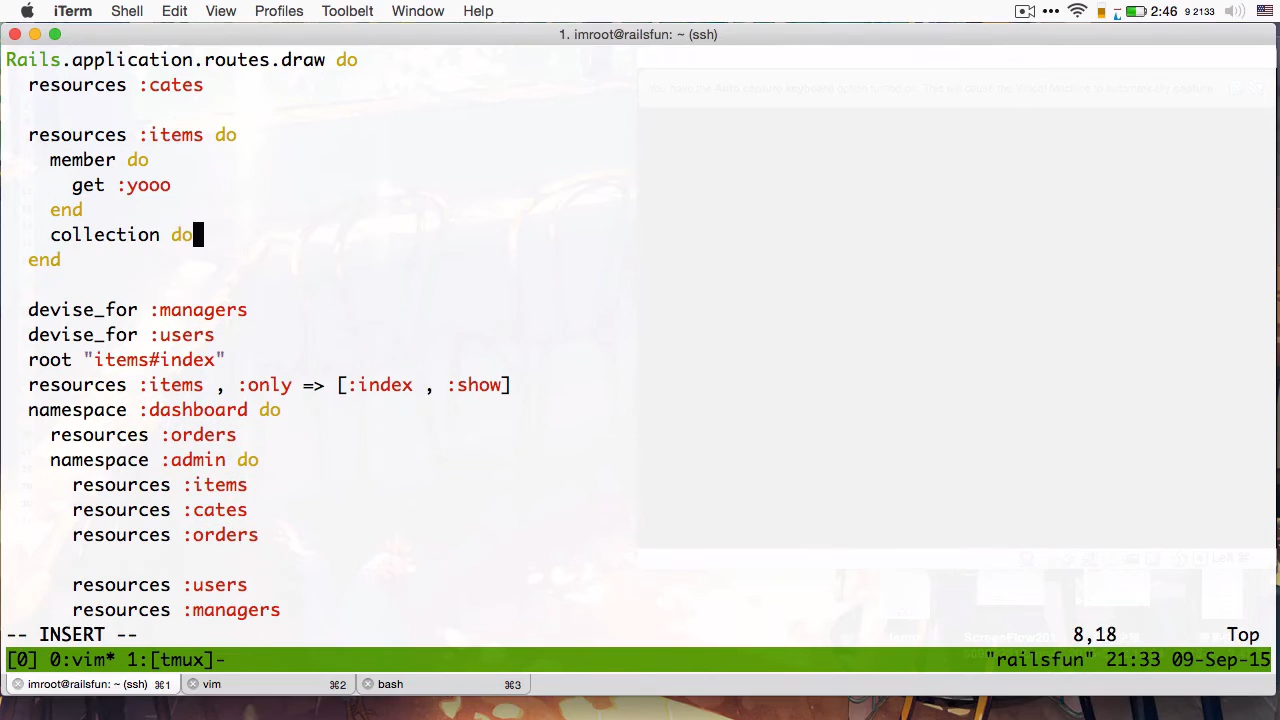 iTerm Shell Edit View Profiles Toolbelt Window Help 2:46 9 2133
1. imroot@railsfun: ~ (ssh)
Rails.application.routes.draw do
resources :cates
resources :items do
member do
get :yooo
end
collection do
end
devise_for :managers
devise_for :users
root "items#index"
resources :items , :only => [:index , :show]
namespace :dashboard do
resources :orders
namespace :admin do
resources :items
resources :cates
resources :orders
resources :users
resources :managers
-- INSERT -- 8,18 Top
[0] 0:vim* 1:[tmux]- "railsfun" 21:33 09-Sep-15
imroot@railsfun: ~ (ssh) ⌘1 vim ⌘2 bash ⌘3